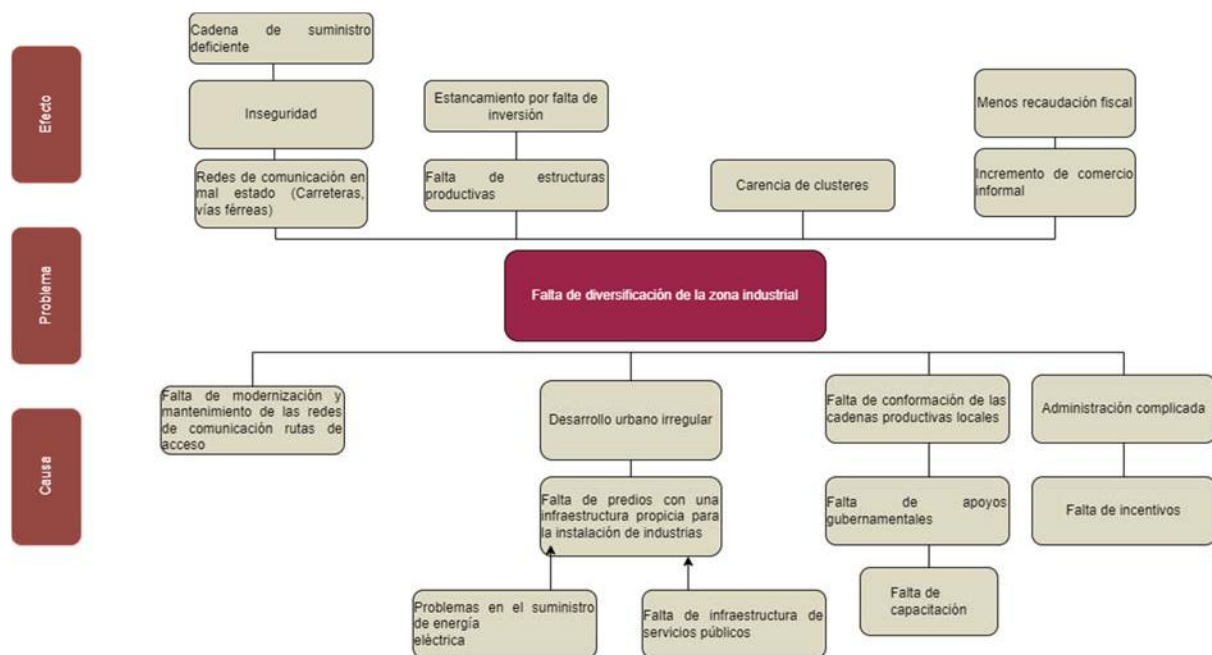 Cadena de suministro
deficiente
Efecto
Inseguridad
Estancamiento por falta de
inversión
Menos recaudación fiscal
Redes de comunicación en
mal estado (Carreteras,
vías férreas)
Falta de estructuras
productivas
Carencia de clusteres
Incremento de comercio
informal
Problema
Falta de diversificación de la zona industrial
Causa
Falta de modernización y
mantenimiento de las redes
de comunicación rutas de
acceso
Desarrollo urbano irregular
Falta de conformación de las
cadenas productivas locales
Administración complicada
Falta de predios con una
infraestructura propicia para
la instalación de industrias
Falta de apoyos
gubernamentales
Falta de incentivos
Problemas en el suministro
de energía
eléctrica
Falta de infraestructura de
servicios públicos
Falta de
capacitación